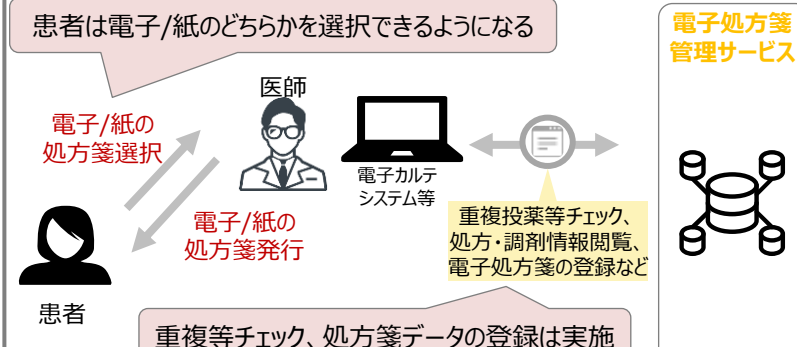 患者は電子/紙のどちらかを選択できるようになる
電子処方箋
管理サービス
医師
電子/紙の
処方箋選択
電子カルテ
システム等
電子/紙の
処方箋発行
重複投薬等チェック、
処方・調剤情報閲覧、
電子処方箋の登録など
患者
重複等チェック、処方箋データの登録は実施